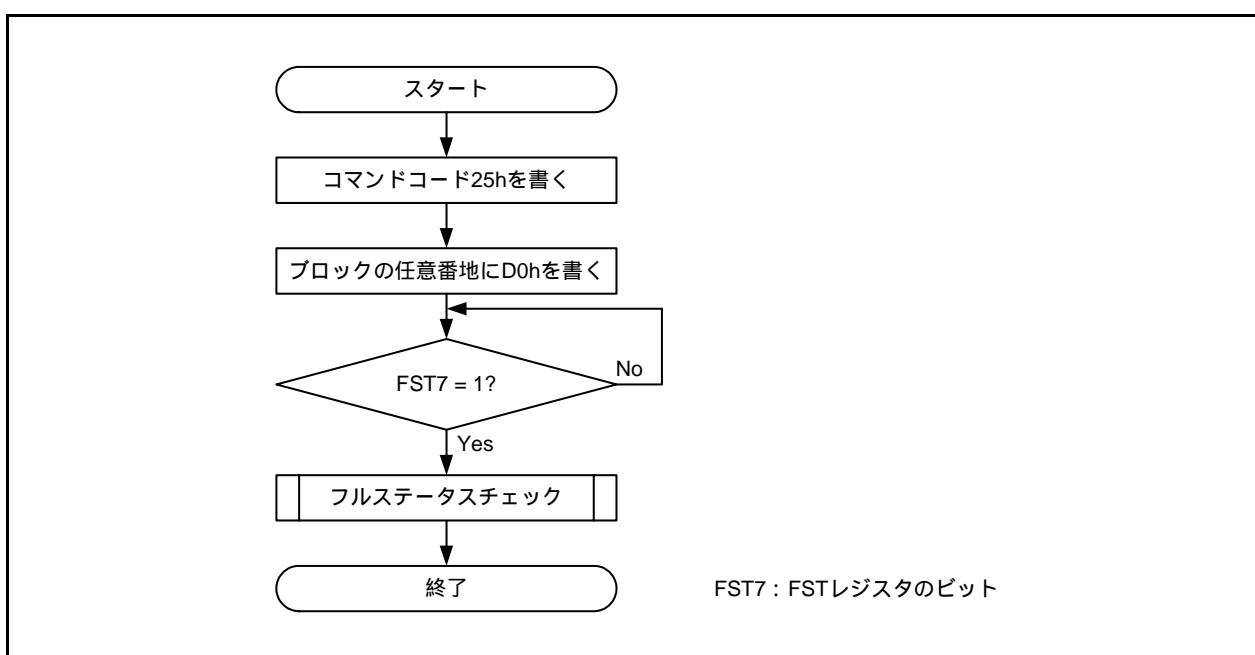 スタート
コマンドコード25hを書く
ブロックの任意番地にD0hを書く
FST7 = 1?
No
Yes
フルステータスチェック
終了
FST7：FSTレジスタのビット